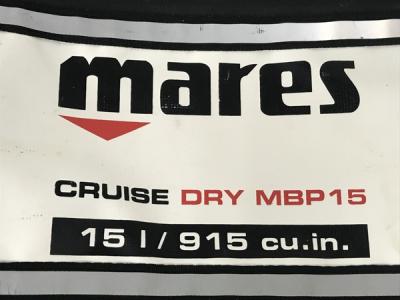 mares
CRUISE DRY MBP15
15 l / 915 cu.in.